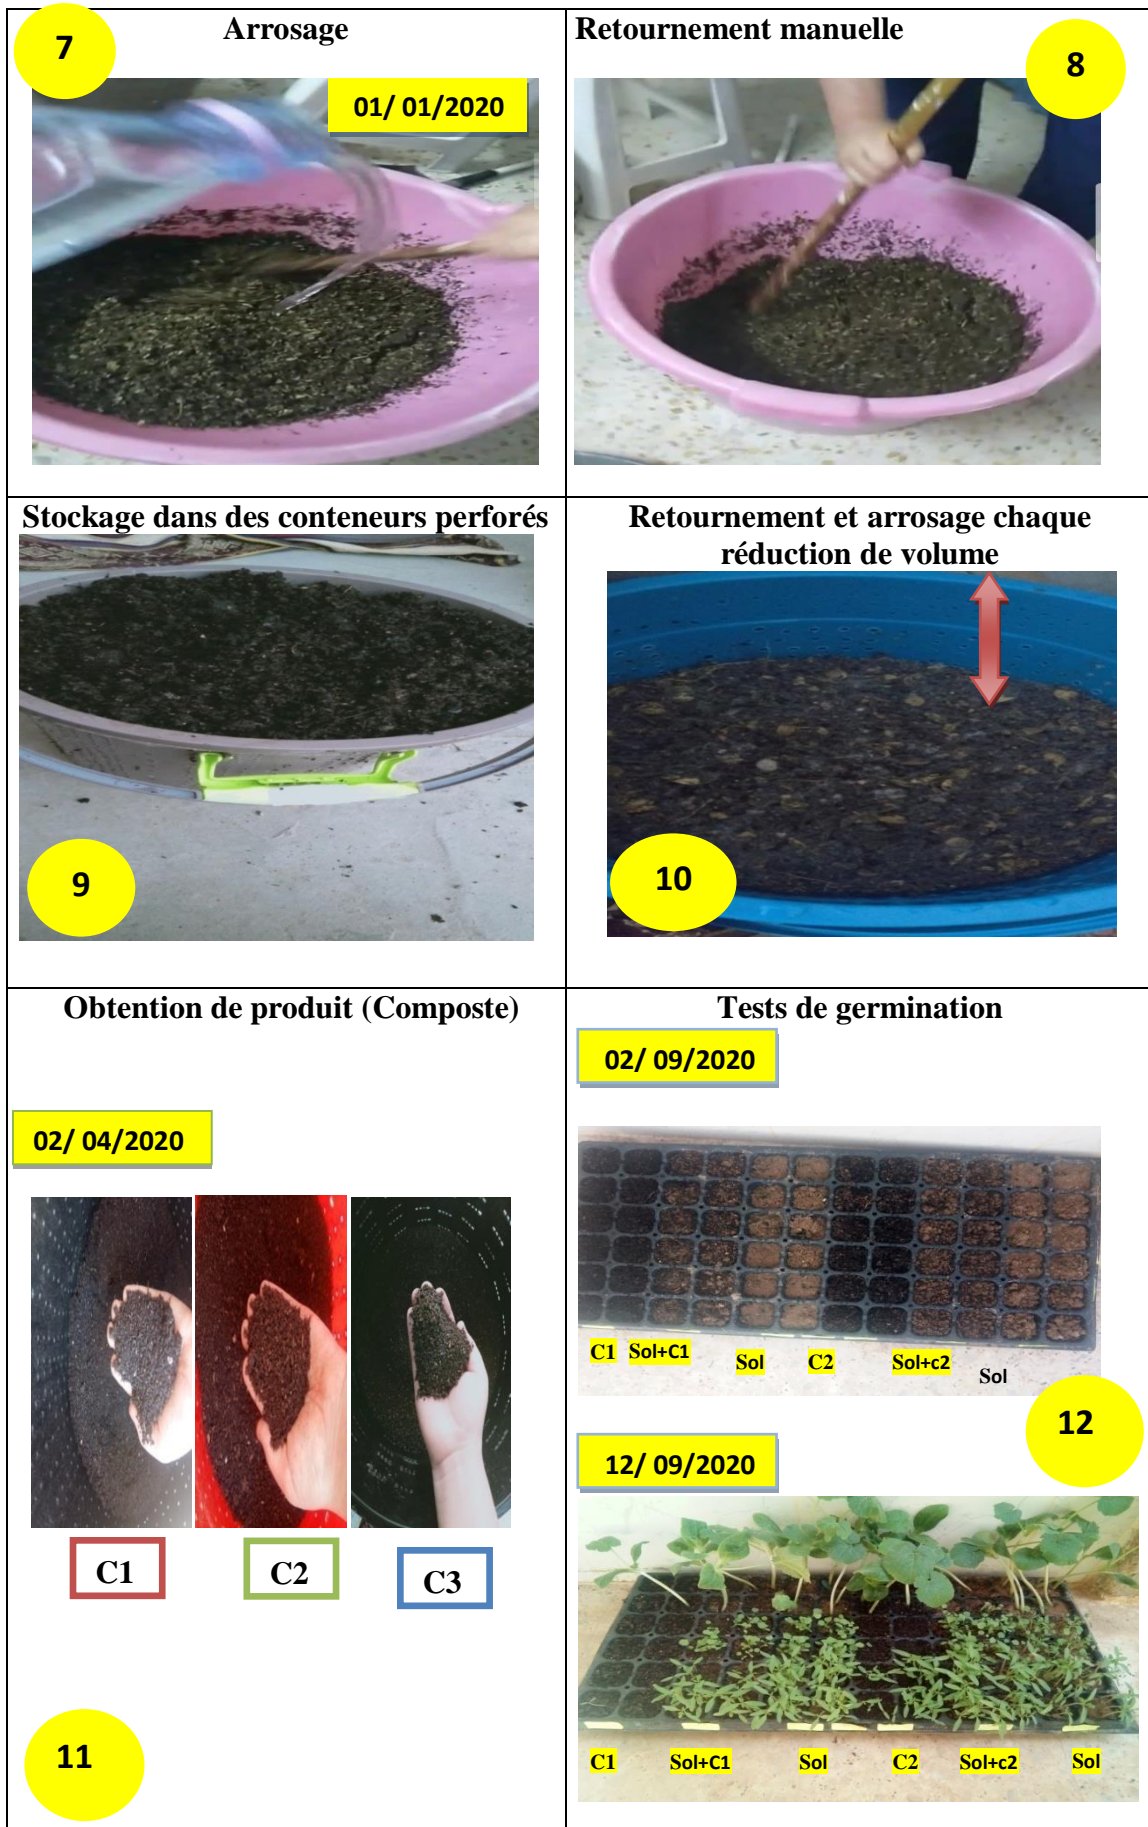 7
Arrosage
01/ 01/2020
Retournement manuelle
8
Stockage dans des conteneurs perforés
9
Retournement et arrosage chaque
réduction de volume
10
Obtention de produit (Composte)
02/ 04/2020
C1
C2
C3
11
Tests de germination
02/ 09/2020
C1 Sol+C1 Sol C2 Sol+c2 Sol
12
12/ 09/2020
C1 Sol+C1 Sol C2 Sol+c2 Sol